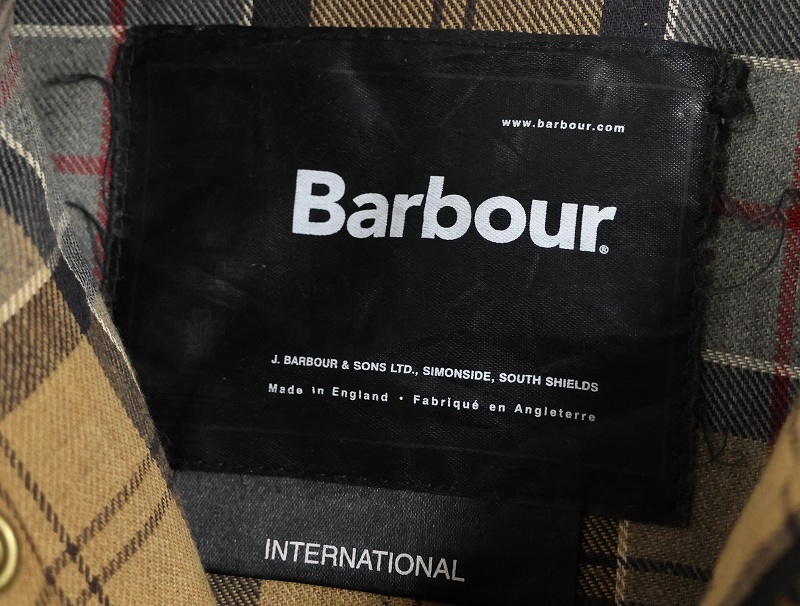 www.barbour.com
Barbour®
J. BARBOUR & SONS LTD., SIMONSIDE, SOUTH SHIELDS
Made in England • Fabriqué en Angleterre
INTERNATIONAL